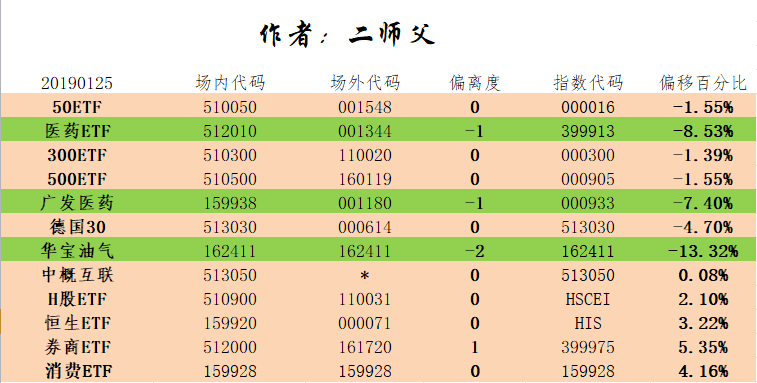 作者：二师父
20190125 场内代码 场外代码 偏离度 指数代码 偏移百分比
50ETF 510050 001548 0 000016 -1.55%
医药ETF 512010 001344 -1 399913 -8.53%
300ETF 510300 110020 0 000300 -1.39%
500ETF 510500 160119 0 000905 -1.55%
广发医药 159938 001180 -1 000933 -7.40%
德国30 513030 000614 0 513030 -4.70%
华宝油气 162411 162411 -2 162411 -13.32%
中概互联 513050 * 0 513050 0.08%
H股ETF 510900 110031 0 HSCEI 2.10%
恒生ETF 159920 000071 0 HIS 3.22%
券商ETF 512000 161720 1 399975 5.35%
消费ETF 159928 159928 0 159928 4.16%